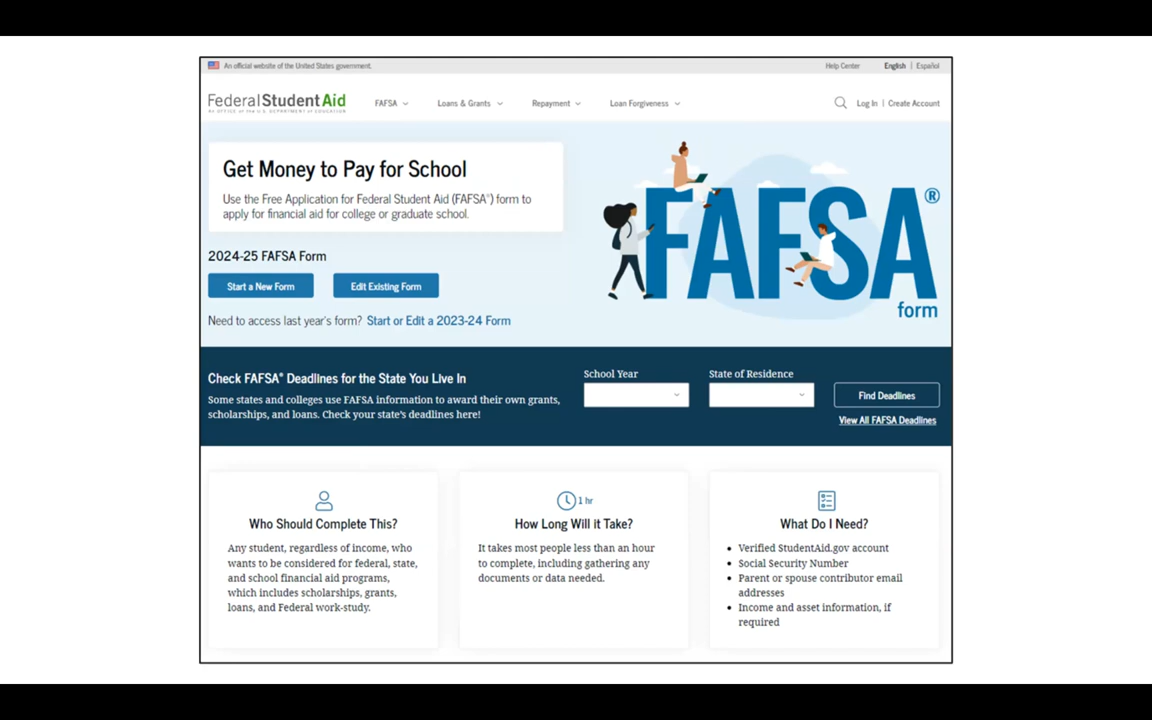 An official website of the United States government.
Help Center
English | Español
FederalStudentAid
AN OFFICE of the U.S. DEPARTMENT of EDUCATION
FAFSA
Loans & Grants
Repayment
Loan Forgiveness
Log In | Create Account
Get Money to Pay for School
Use the Free Application for Federal Student Aid (FAFSA®) form to
apply for financial aid for college or graduate school.
FAFSA®
form
2024-25 FAFSA Form
Start a New Form
Edit Existing Form
Need to access last year's form? Start or Edit a 2023-24 Form
Check FAFSA® Deadlines for the State You Live In
Some states and colleges use FAFSA information to award their own grants,
scholarships, and loans. Check your state's deadlines here!
School Year
State of Residence
Find Deadlines
View All FAFSA Deadlines
Who Should Complete This?
Any student, regardless of income, who
wants to be considered for federal, state,
and school financial aid programs,
which includes scholarships, grants,
loans, and Federal work-study.
1 hr
How Long Will it Take?
It takes most people less than an hour
to complete, including gathering any
documents or data needed.
What Do I Need?
• Verified StudentAid.gov account
• Social Security Number
• Parent or spouse contributor email
addresses
• Income and asset information, if
required